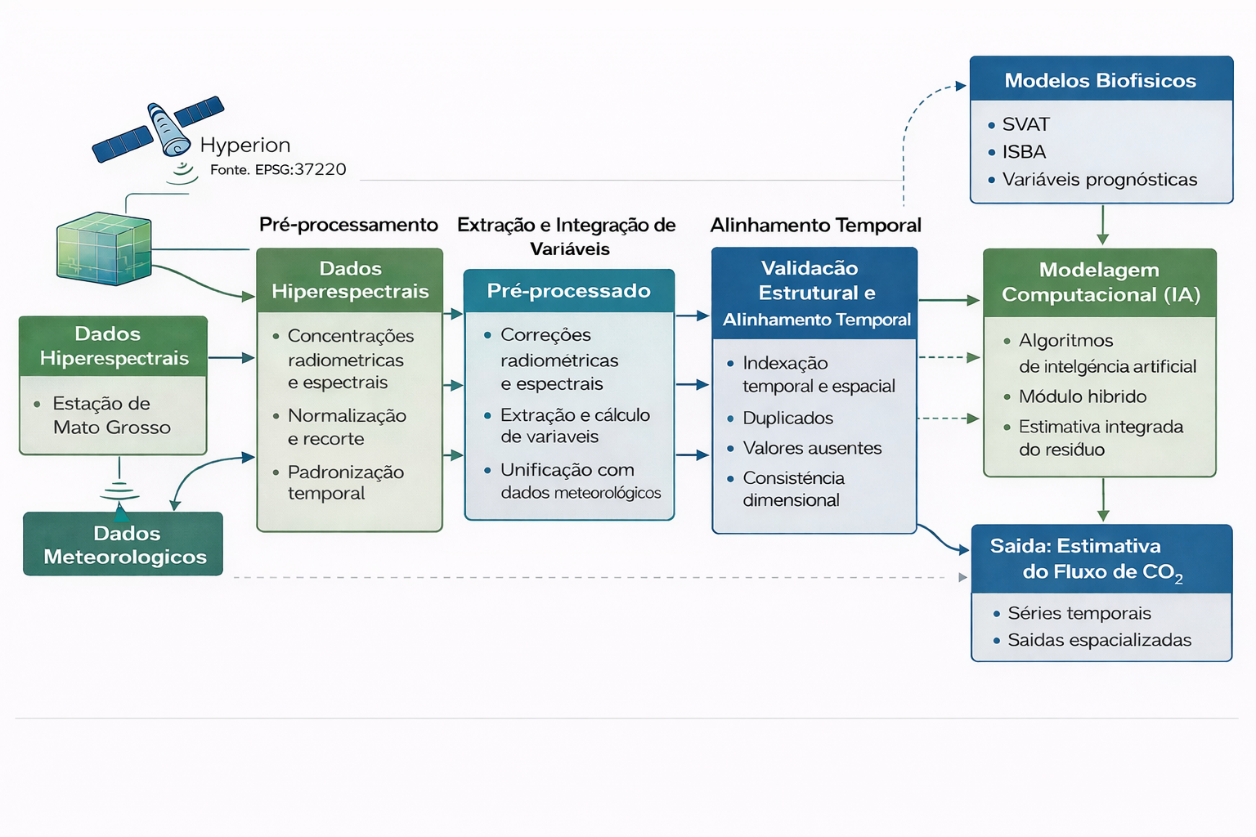 Hyperion
Fonte. EPSG:37220
Dados
Hiperespectrais
• Estação de
Mato Grosso
Dados
Meteorologicos
Pré-processamento
Dados
Hiperespectrais
• Concentrações
radiometricas
e espectrais
• Normalização
e recorte
• Padronização
temporal
Extração e Integração de
Variáveis
Pré-processado
• Correções
radiométricas
e espectrais
• Extração e cálculo
de variaveis
• Unificação com
dados meteorológicos
Alinhamento Temporal
Validacão
Estrutural e
Alinhamento Temporal
• Indexação
temporal e espacial
• Duplicados
• Valores ausentes
• Consisténcia
dimensional
Modelos Biofisicos
• SVAT
• ISBA
• Variáveis prognósticas
Modelagem
Computacional (IA)
• Algoritmos
de intelgéncia artificial
• Módulo hibrido
• Estimativa integrada
do resíduo
Saida: Estimativa
do Fluxo de CO₂
• Séries temporais
• Saidas espacializadas